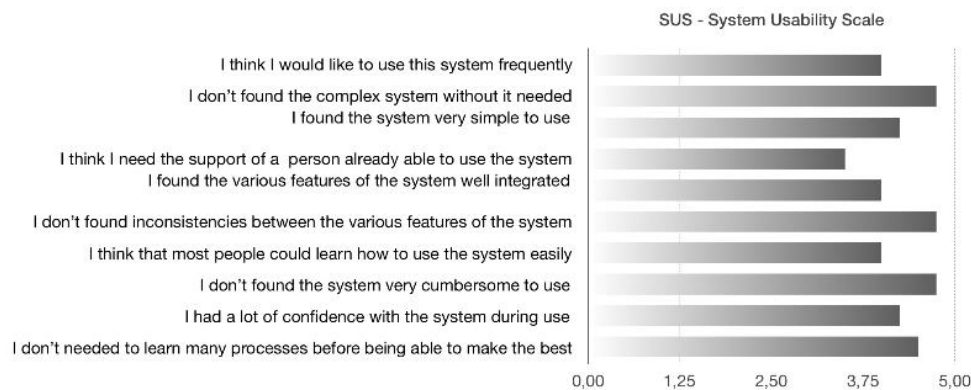 SUS - System Usability Scale
I think I would like to use this system frequently
I don't found the complex system without it needed
I found the system very simple to use
I think I need the support of a person already able to use the system
I found the various features of the system well integrated
I don't found inconsistencies between the various features of the system
I think that most people could learn how to use the system easily
I don't found the system very cumbersome to use
I had a lot of confidence with the system during use
I don't needed to learn many processes before being able to make the best
0,00 1,25 2,50 3,75 5,00